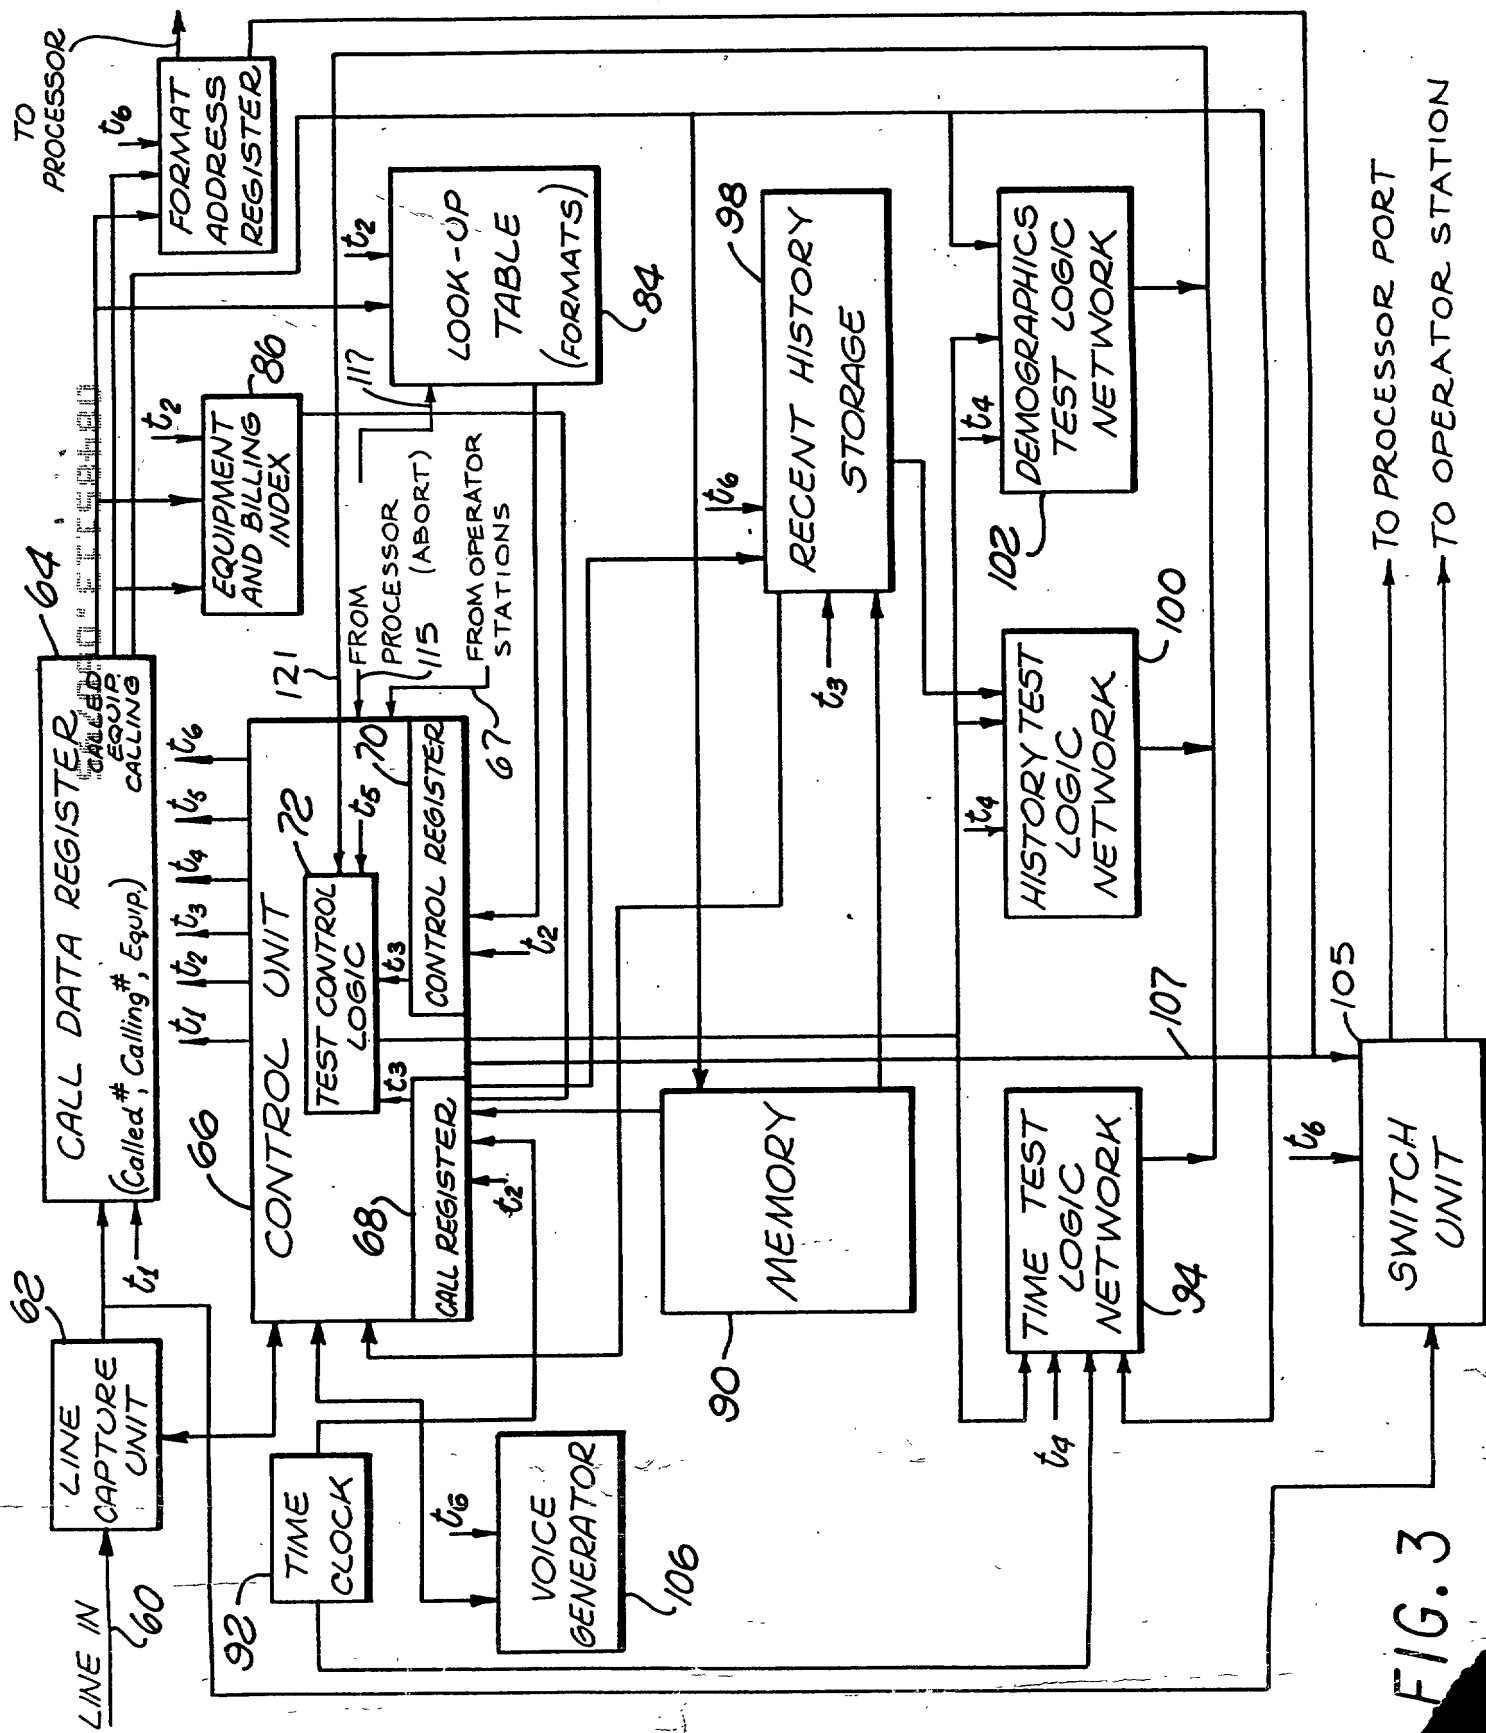 LINE IN
60
LINE
CAPTURE
UNIT
62
t1
CALL DATA REGISTER
(Called#, Calling#, Equip.)
CALLED
EQUIP.
CALLING
64
TO
PROCESSOR
FORMAT
ADDRESS
REGISTER
t6
EQUIPMENT
AND BILLING
INDEX
86
t2
t1
t2
t3
t4
t5
t6
66
CONTROL UNIT
TEST CONTROL
LOGIC
72
t5
t3
t3
68
CALL REGISTER
70
CONTROL REGISTER
t2
t2
121
FROM
PROCESSOR
(ABORT)
115
117
FROM OPERATOR
STATIONS
67
LOOK-UP
TABLE
(FORMATS)
t2
84
TIME
CLOCK
92
VOICE
GENERATOR
t6
106
MEMORY
90
RECENT HISTORY
STORAGE
t6
t3
98
TIME TEST
LOGIC
NETWORK
t4
94
HISTORY TEST
LOGIC
NETWORK
t4
100
DEMOGRAPHICS
TEST LOGIC
NETWORK
t4
102
107
105
t6
SWITCH
UNIT
TO PROCESSOR PORT
TO OPERATOR STATION
FIG. 3